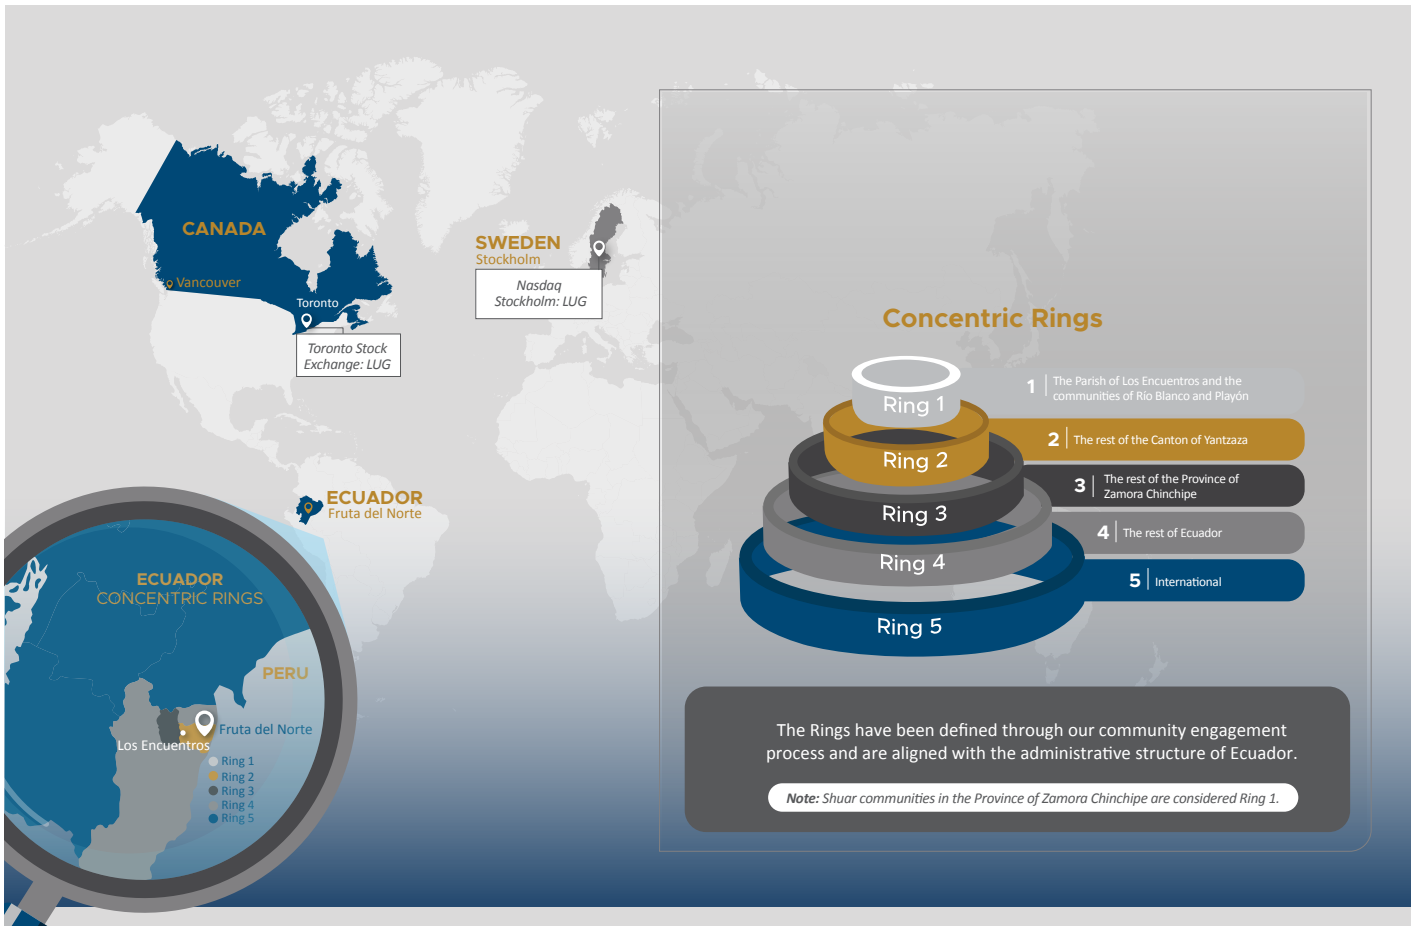 CANADA
Vancouver
Toronto
Toronto Stock
Exchange: LUG
SWEDEN
Stockholm
Nasdaq
Stockholm: LUG
ECUADOR
Fruta del Norte
ECUADOR
CONCENTRIC RINGS
PERU
Fruta del Norte
Los Encuentros
Ring 1
Ring 2
Ring 3
Ring 4
Ring 5
Concentric Rings
Ring 1
Ring 2
Ring 3
Ring 4
Ring 5
1 The Parish of Los Encuentros and the
communities of Río Blanco and Playón
2 The rest of the Canton of Yantzaza
3 The rest of the Province of
Zamora Chinchipe
4 The rest of Ecuador
5 International
The Rings have been defined through our community engagement
process and are aligned with the administrative structure of Ecuador.
Note: Shuar communities in the Province of Zamora Chinchipe are considered Ring 1.